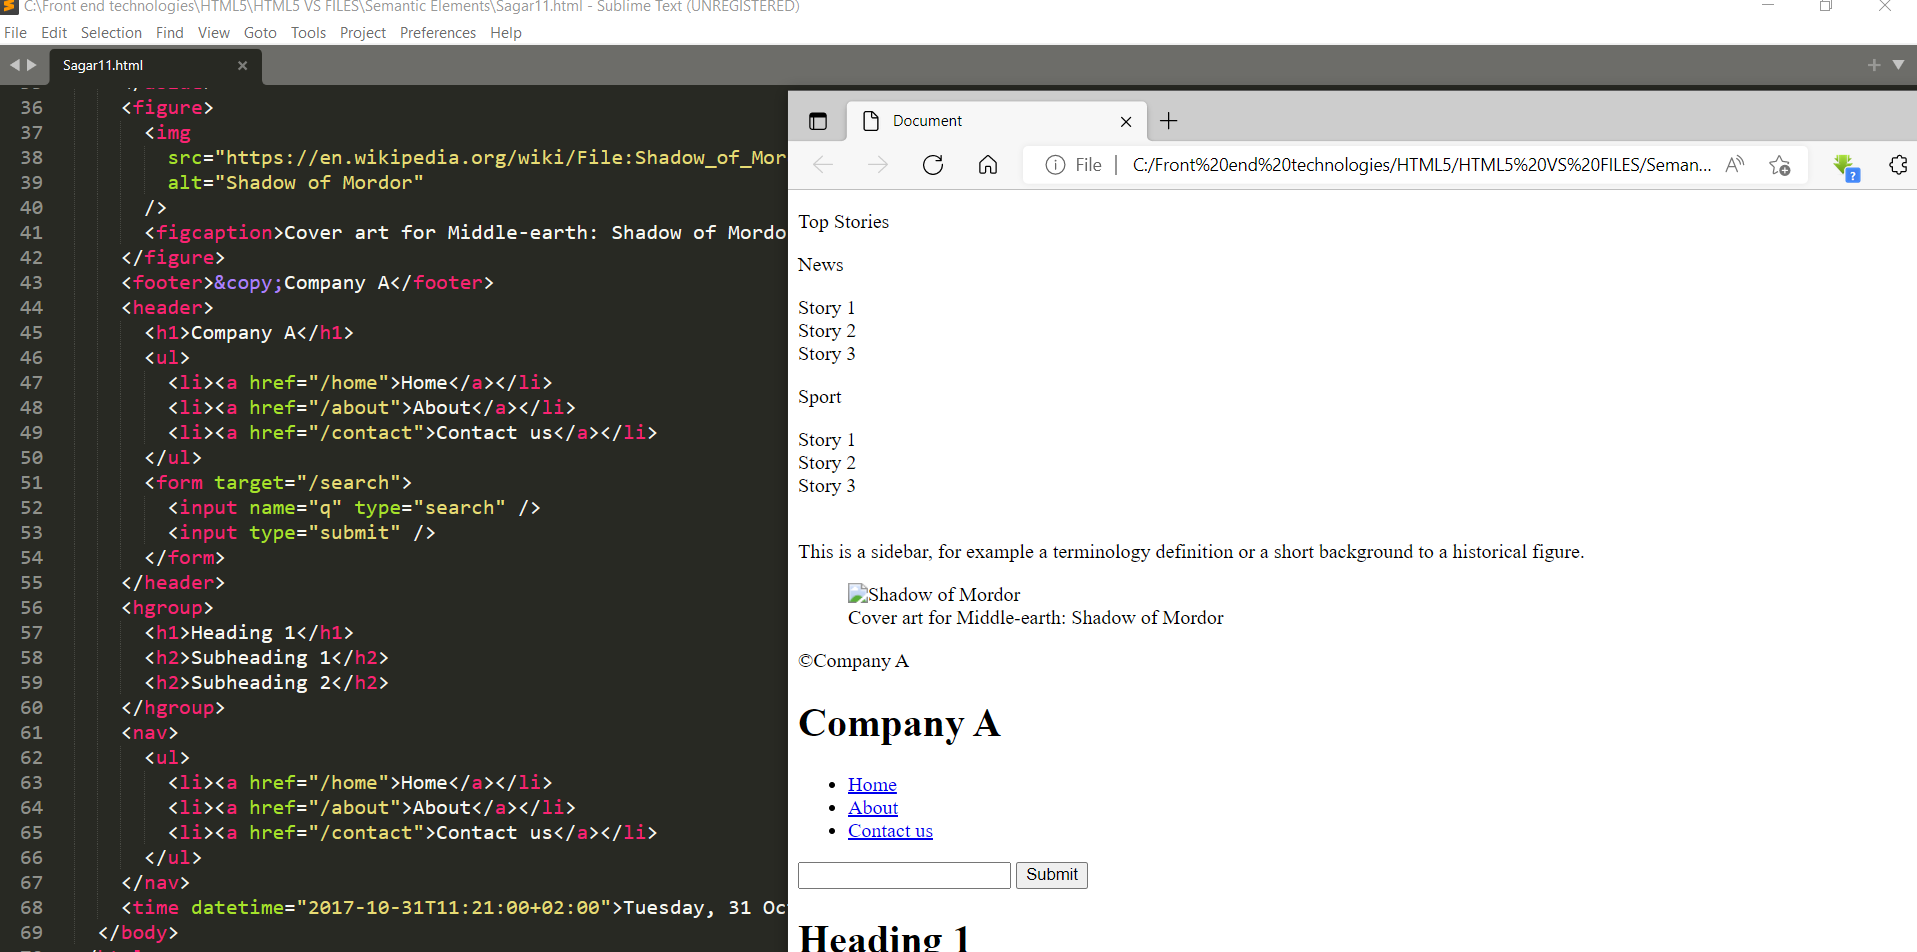 C:\Front end technologies\HTML5\HTML5 VS FILES\Semantic Elements\Sagar11.html - Sublime Text (UNREGISTERED)
File Edit Selection Find View Goto Tools Project Preferences Help
Sagar11.html
36 <figure>
37 <img
38 src="https://en.wikipedia.org/wiki/File:Shadow_of_Mor
39 alt="Shadow of Mordor"
40 />
41 <figcaption>Cover art for Middle-earth: Shadow of Mordo
42 </figure>
43 <footer>&copy;Company A</footer>
44 <header>
45 <h1>Company A</h1>
46 <ul>
47 <li><a href="/home">Home</a></li>
48 <li><a href="/about">About</a></li>
49 <li><a href="/contact">Contact us</a></li>
50 </ul>
51 <form target="/search">
52 <input name="q" type="search" />
53 <input type="submit" />
54 </form>
55 </header>
56 <hgroup>
57 <h1>Heading 1</h1>
58 <h2>Subheading 1</h2>
59 <h2>Subheading 2</h2>
60 </hgroup>
61 <nav>
62 <ul>
63 <li><a href="/home">Home</a></li>
64 <li><a href="/about">About</a></li>
65 <li><a href="/contact">Contact us</a></li>
66 </ul>
67 </nav>
68 <time datetime="2017-10-31T11:21:00+02:00">Tuesday, 31 Oc
69 </body>
Document
File | C:/Front%20end%20technologies/HTML5/HTML5%20VS%20FILES/Seman...
Top Stories
News
Story 1
Story 2
Story 3
Sport
Story 1
Story 2
Story 3
This is a sidebar, for example a terminology definition or a short background to a historical figure.
Shadow of Mordor
Cover art for Middle-earth: Shadow of Mordor
©Company A
Company A
Home
About
Contact us
Submit
Heading 1